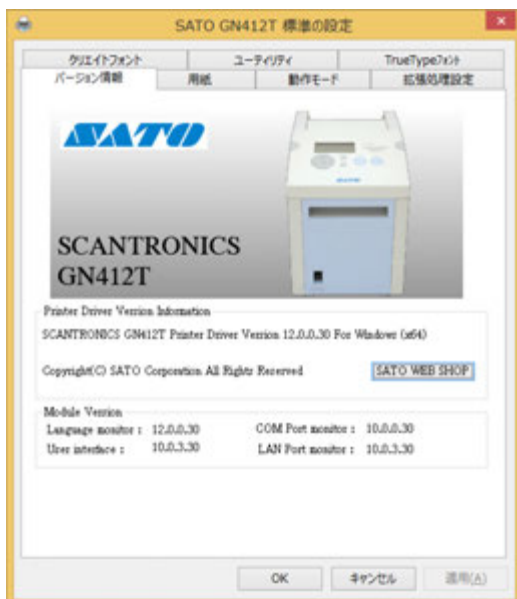 SATO GN412T 標準の設定
クリエイトフォント ユーティリティ TrueTypeフォント
バージョン情報 用紙 動作モード 拡張処理設定
SATO
SATO
SCANTRONICS
GN412T
Printer Driver Version Information
SCANTRONICS GN412T Printer Driver Version 12.0.0.30 For Windows (x64)
Copyright(C) SATO Corporation All Rights Reserved SATO WEB SHOP
Module Version
Language monitor : 12.0.0.30 COM Port monitor : 10.0.0.30
User interface : 10.0.3.30 LAN Port monitor : 10.0.3.30
OK キャンセル 適用(A)